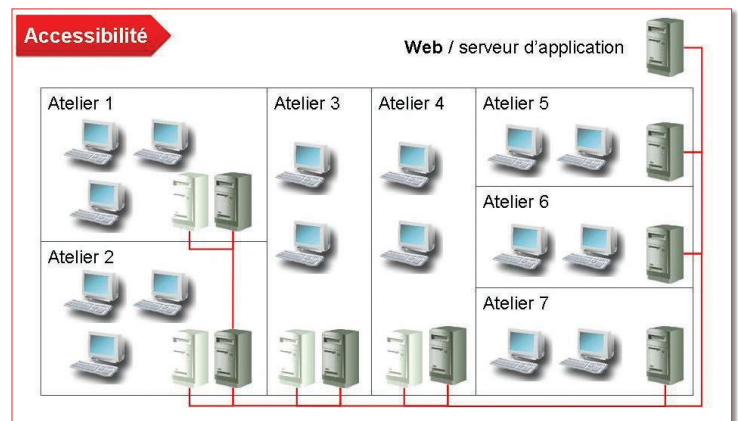 Accessibilité
Web / serveur d'application
Atelier 1
Atelier 3
Atelier 4
Atelier 5
Atelier 6
Atelier 2
Atelier 7